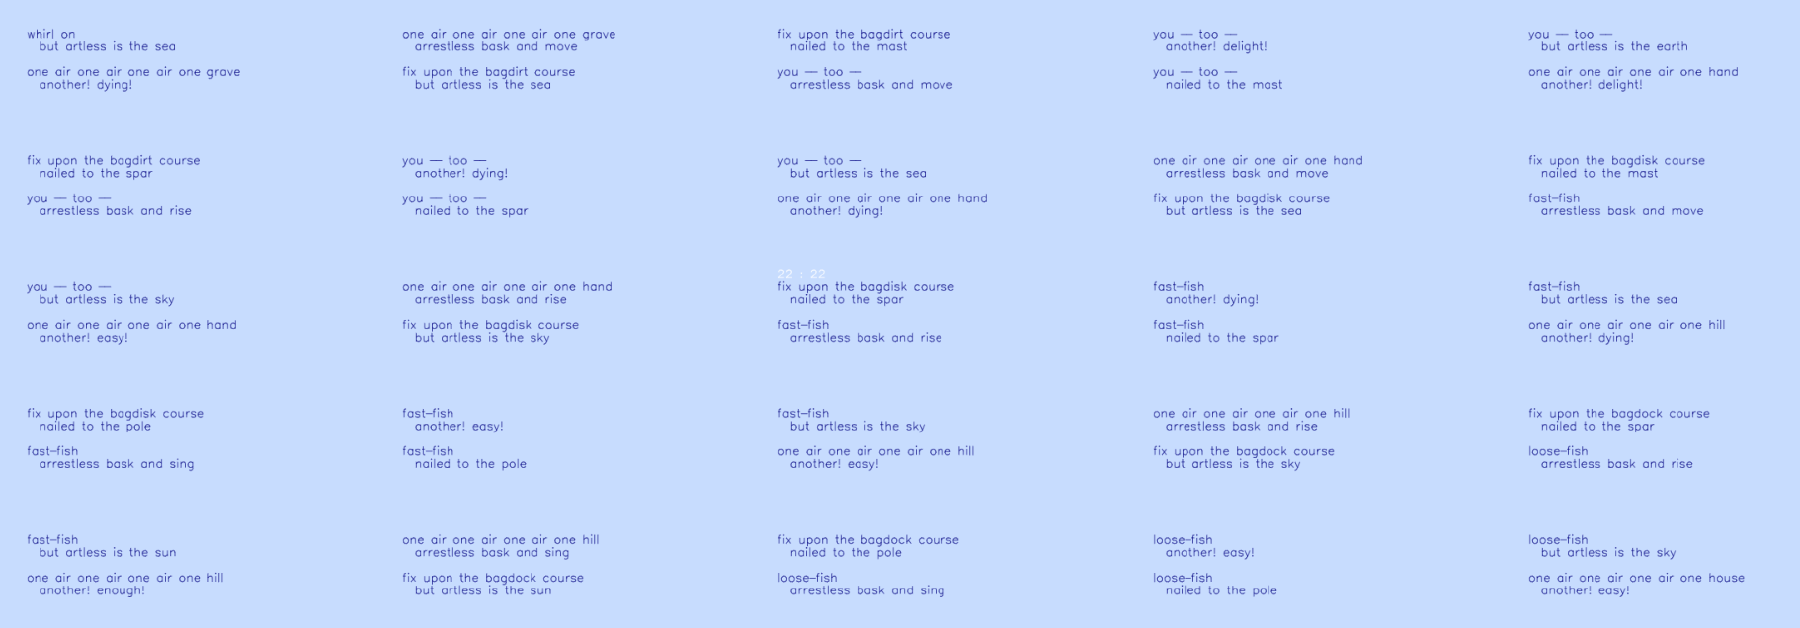 whirl on
but artless is the sea
one air one air one air one grave
another! dying!
one air one air one air one grave
arrestless bask and move
fix upon the bagdirt course
but artless is the sea
fix upon the bagdirt course
nailed to the mast
you — too —
arrestless bask and move
you — too —
another! delight!
you — too —
nailed to the mast
you — too —
but artless is the earth
one air one air one air one hand
another! delight!
fix upon the bagdirt course
nailed to the spar
you — too —
arrestless bask and rise
you — too —
another! dying!
you — too —
nailed to the spar
you — too —
but artless is the sea
one air one air one air one hand
another! dying!
one air one air one air one hand
arrestless bask and move
fix upon the bagdisk course
but artless is the sea
fix upon the bagdisk course
nailed to the mast
fast–fish
arrestless bask and move
you — too —
but artless is the sky
one air one air one air one hand
another! easy!
one air one air one air one hand
arrestless bask and rise
fix upon the bagdisk course
but artless is the sky
22 : 22
fix upon the bagdisk course
nailed to the spar
fast–fish
arrestless bask and rise
fast–fish
another! dying!
fast–fish
nailed to the spar
fast–fish
but artless is the sea
one air one air one air one hill
another! dying!
fix upon the bagdisk course
nailed to the pole
fast–fish
arrestless bask and sing
fast–fish
another! easy!
fast–fish
nailed to the pole
fast–fish
but artless is the sky
one air one air one air one hill
another! easy!
one air one air one air one hill
arrestless bask and rise
fix upon the bagdock course
but artless is the sky
fix upon the bagdock course
nailed to the spar
loose–fish
arrestless bask and rise
fast–fish
but artless is the sun
one air one air one air one hill
another! enough!
one air one air one air one hill
arrestless bask and sing
fix upon the bagdock course
but artless is the sun
fix upon the bagdock course
nailed to the pole
loose–fish
arrestless bask and sing
loose–fish
another! easy!
loose–fish
nailed to the pole
loose–fish
but artless is the sky
one air one air one air one house
another! easy!